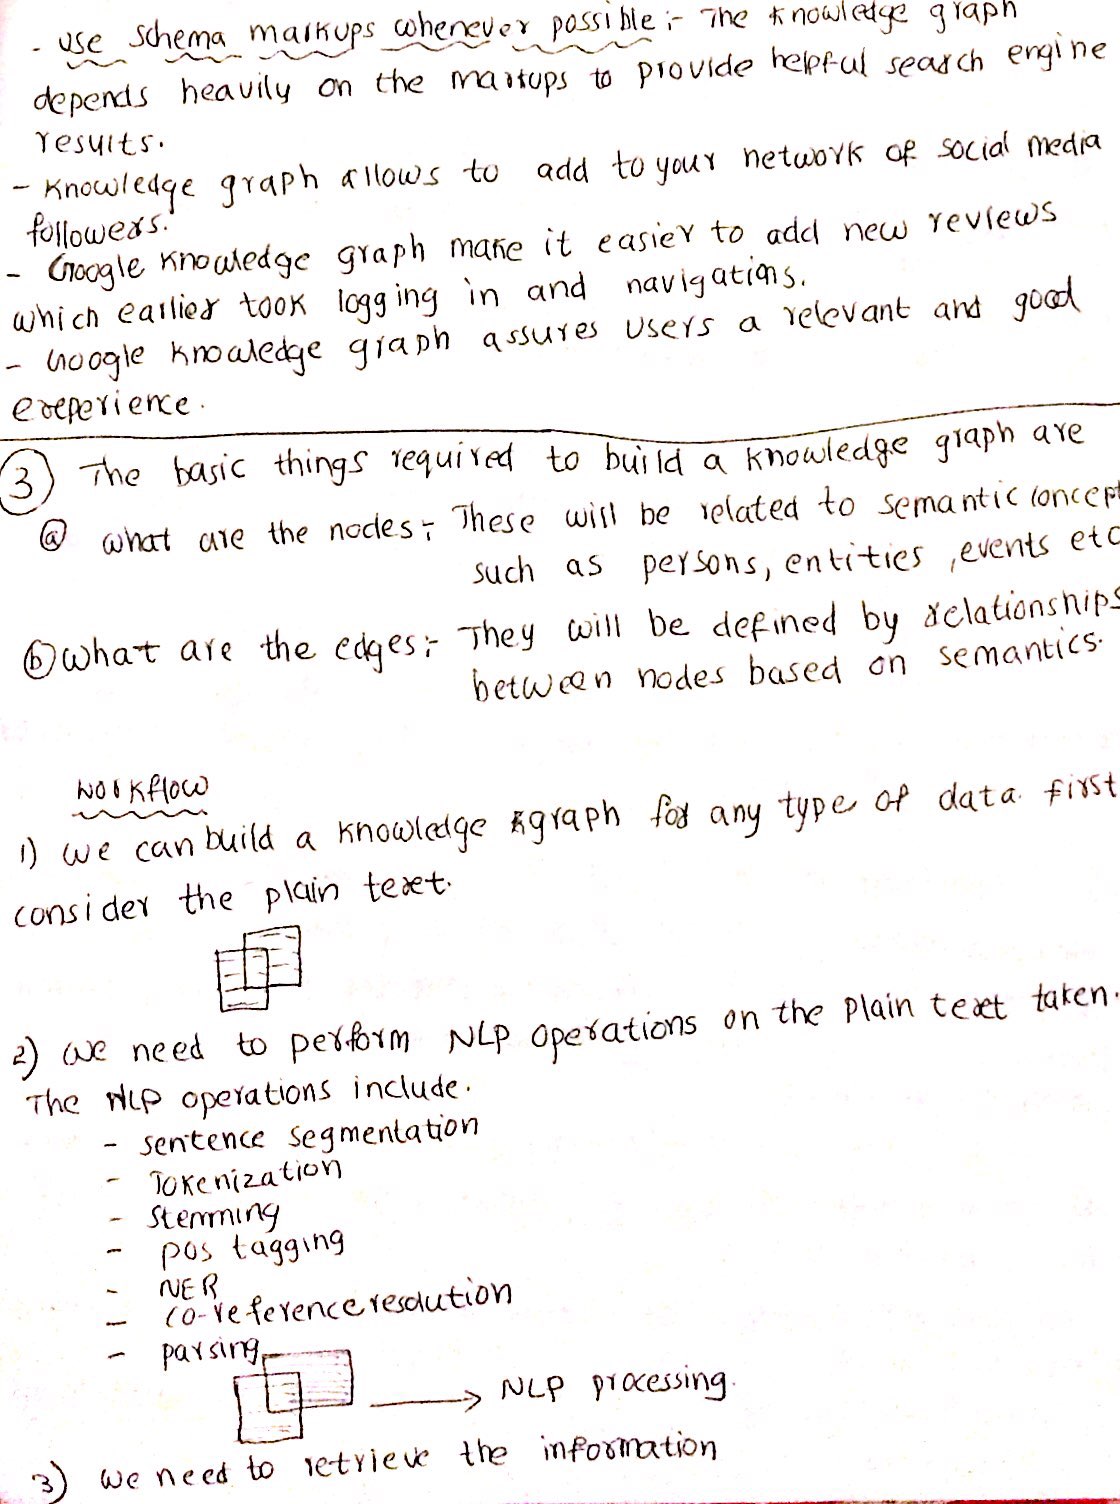 - Use schema markups whenever possible :- The knowledge graph
depends heavily on the markups to provide helpful search engine
results.
- Knowledge graph allows to add to your network of social media
followers.
- Google knowledge graph make it easier to add new reviews
which earlier took logging in and navigations.
- Google knowledge graph assures users a relevant and good
experience.
3 The basic things required to build a knowledge graph are
a what are the nodes :- These will be related to semantic concept
such as persons, entities, events etc
b what are the edges :- They will be defined by relationships
between nodes based on semantics.
Workflow
1) we can build a knowledge graph for any type of data. first
consider the plain text.
2) we need to perform NLP operations on the plain text taken.
The NLP operations include.
- sentence segmentation
- Tokenization
- Stemming
- pos tagging
- NER
- co-reference resolution
- parsing
→ NLP processing.
3) we need to retrieve the information